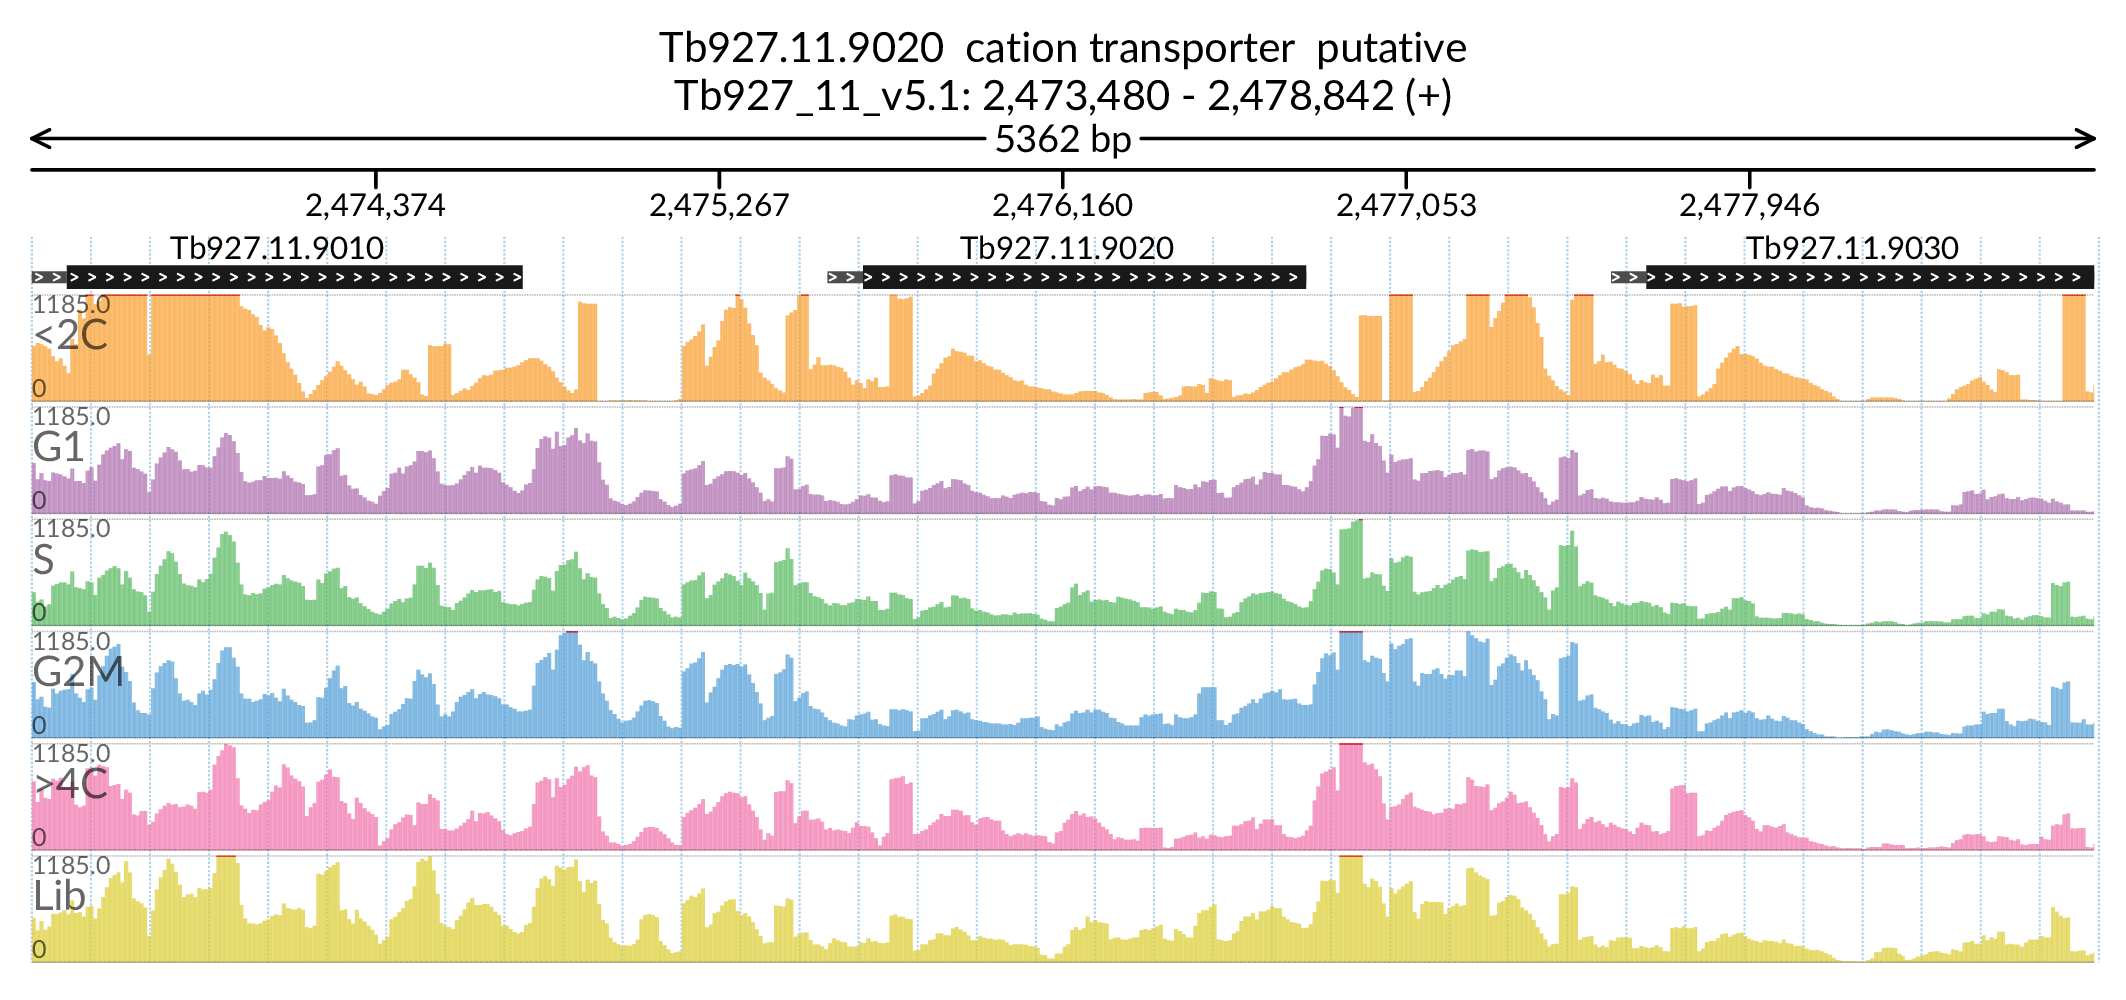 Tb927.11.9020  cation transporter  putative
Tb927_11_v5.1: 2,473,480 - 2,478,842 (+)
5362 bp
2,474,374 2,475,267 2,476,160 2,477,053 2,477,946
Tb927.11.9010 Tb927.11.9020 Tb927.11.9030
1185.0
<2C
0
1185.0
G1
0
1185.0
S
0
1185.0
G2M
0
1185.0
>4C
0
1185.0
Lib
0